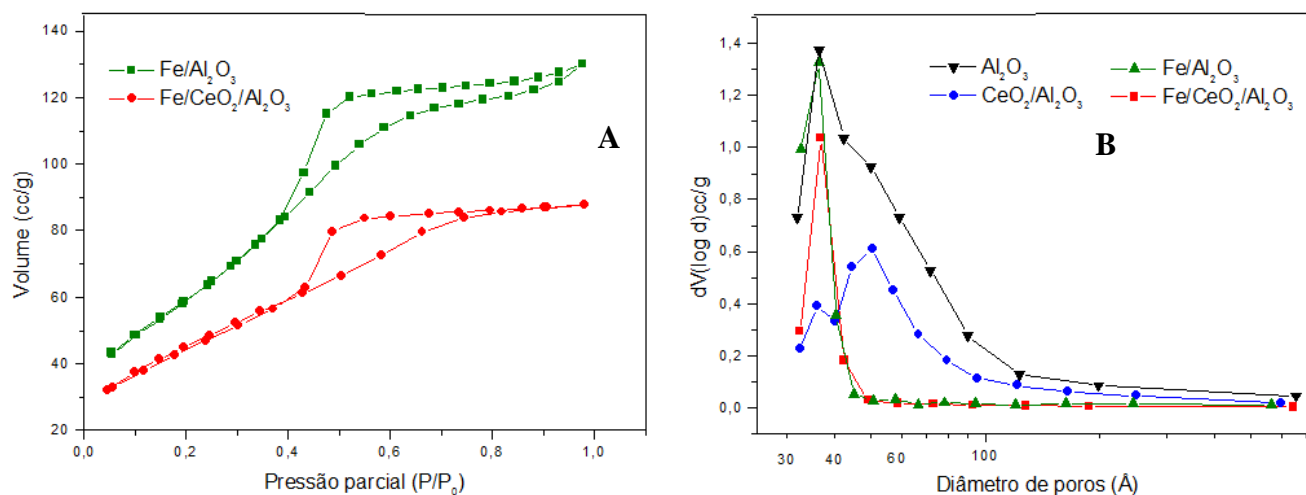 Fe/Al₂O₃
Fe/CeO₂/Al₂O₃
A
Volume (cc/g)
140
120
100
80
60
40
20
0,0 0,2 0,4 0,6 0,8 1,0
Pressão parcial (P/P₀)
Al₂O₃ Fe/Al₂O₃
CeO₂/Al₂O₃ Fe/CeO₂/Al₂O₃
B
dV(log d)cc/g
1,4
1,2
1,0
0,8
0,6
0,4
0,2
0,0
30 40 60 80 100
Diâmetro de poros (Å)